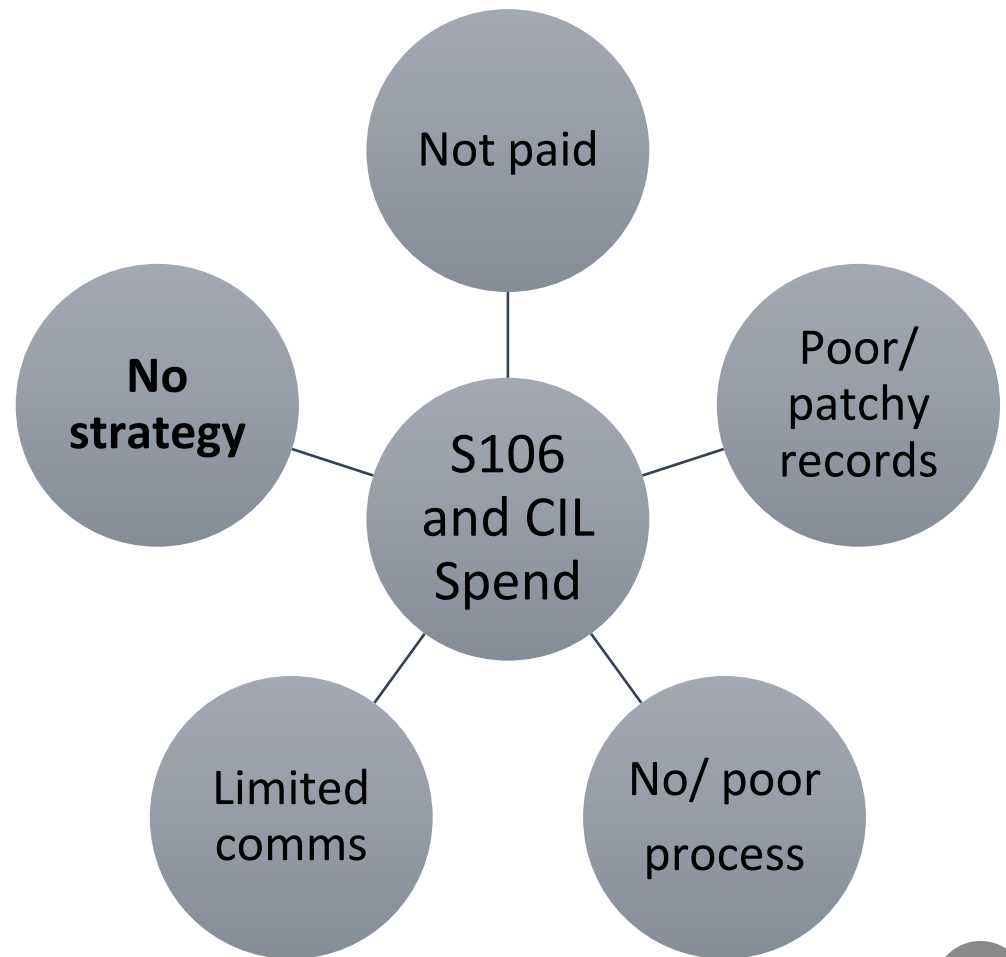 Not paid
Poor/
patchy
records
No
strategy
S106
and CIL
Spend
Limited
comms
No/ poor
process